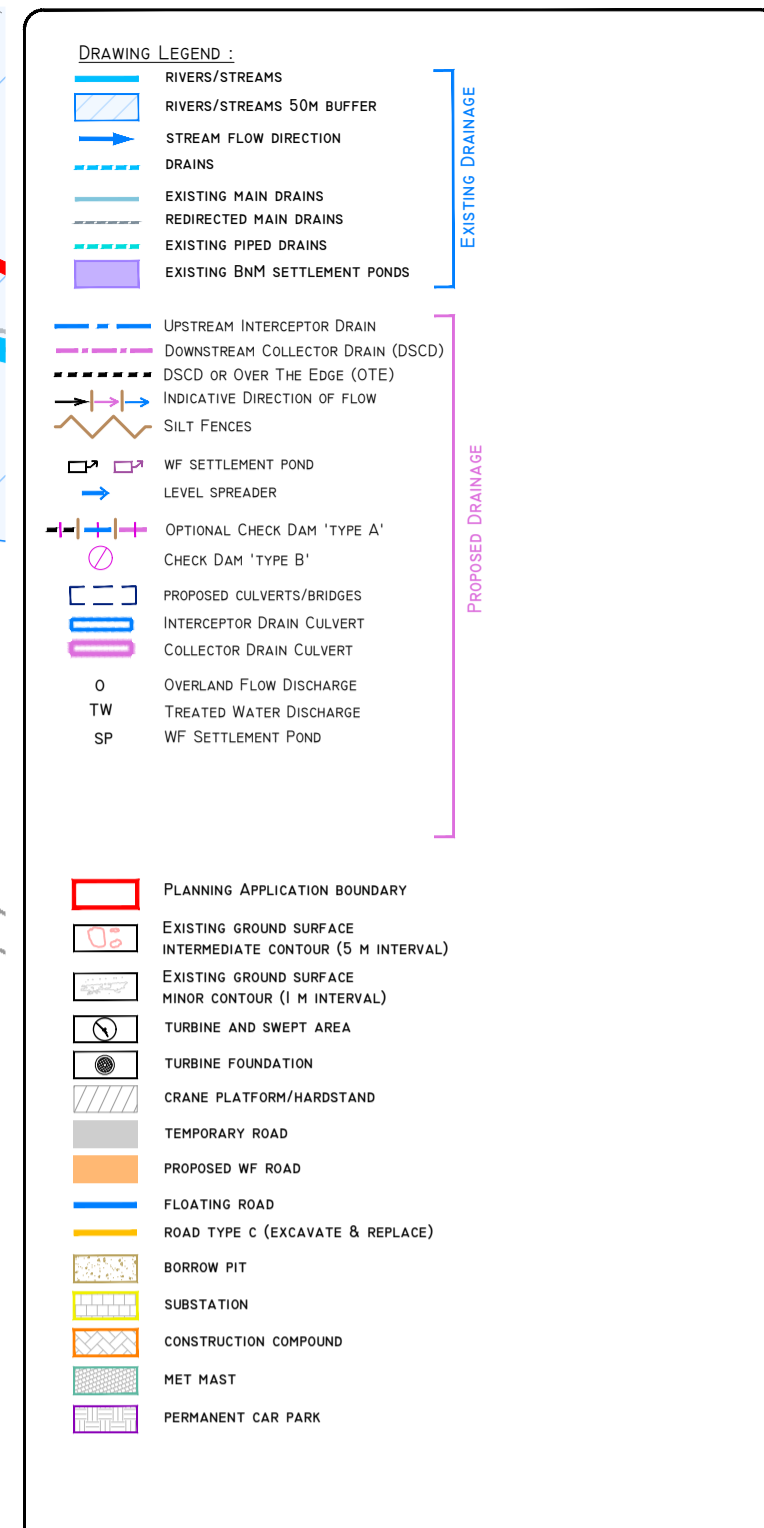 Drawing Legend :
rivers/streams
rivers/streams 50m buffer
stream flow direction
drains
existing main drains
redirected main drains
existing piped drains
existing BnM settlement ponds
Existing Drainage
Upstream Interceptor Drain
Downstream Collector Drain (DSCD)
DSCD or Over The Edge (OTE)
Indicative Direction of flow
Silt Fences
wf settlement pond
level spreader
Optional Check Dam 'type A'
Check Dam 'type B'
proposed culverts/bridges
Interceptor Drain Culvert
Collector Drain Culvert
O Overland Flow Discharge
TW Treated Water Discharge
SP WF Settlement Pond
Proposed Drainage
Planning Application boundary
Existing ground surface
intermediate contour (5 m interval)
Existing ground surface
minor contour (1 m interval)
turbine and swept area
turbine foundation
crane platform/hardstand
temporary road
proposed wf road
floating road
road type c (excavate & replace)
borrow pit
substation
construction compound
met mast
permanent car park